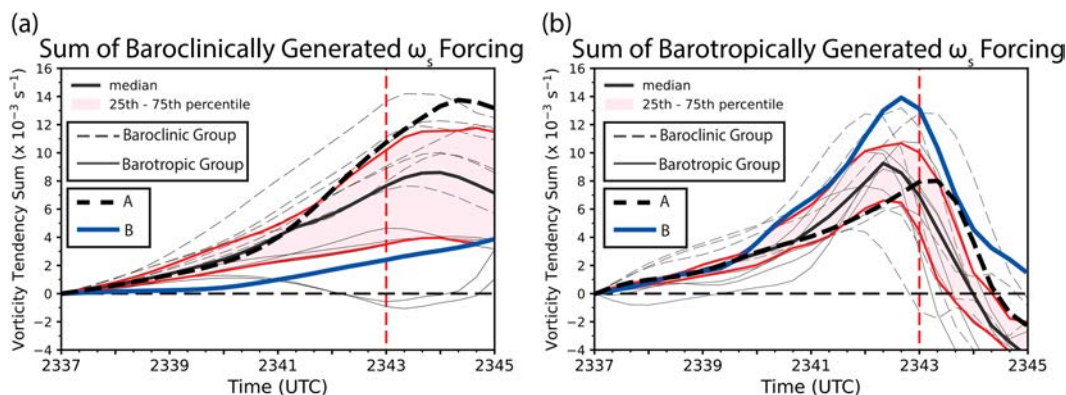 (a)
Sum of Baroclinically Generated ωs Forcing
Vorticity Tendency Sum (x 10⁻³ s⁻¹)
16
14
12
10
8
6
4
2
0
−2
−4
median
25th - 75th percentile
Baroclinic Group
Barotropic Group
A
B
2337
2339
2341
2343
2345
Time (UTC)
(b)
Sum of Barotropically Generated ωs Forcing
Vorticity Tendency Sum (x 10⁻³ s⁻¹)
16
14
12
10
8
6
4
2
0
−2
−4
median
25th - 75th percentile
Baroclinic Group
Barotropic Group
A
B
2337
2339
2341
2343
2345
Time (UTC)